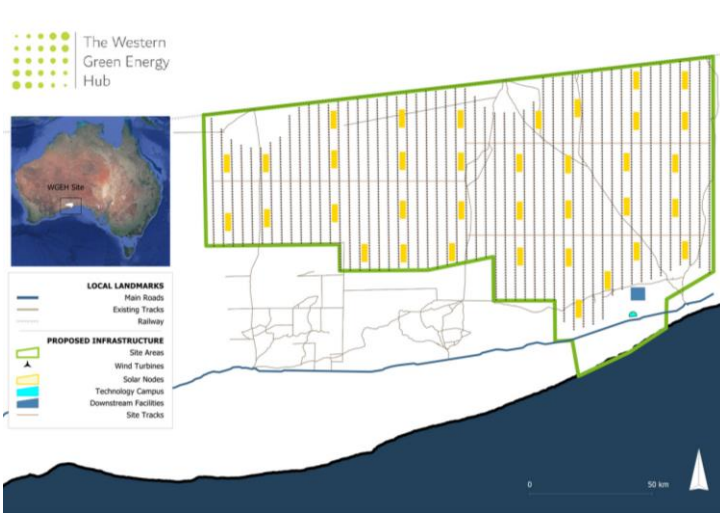 The Western
Green Energy
Hub
WGEH Site
LOCAL LANDMARKS
Main Roads
Existing Tracks
Railway
PROPOSED INFRASTRUCTURE
Site Areas
Wind Turbines
Solar Nodes
Technology Campus
Downstream Facilities
Site Tracks
0 50 km